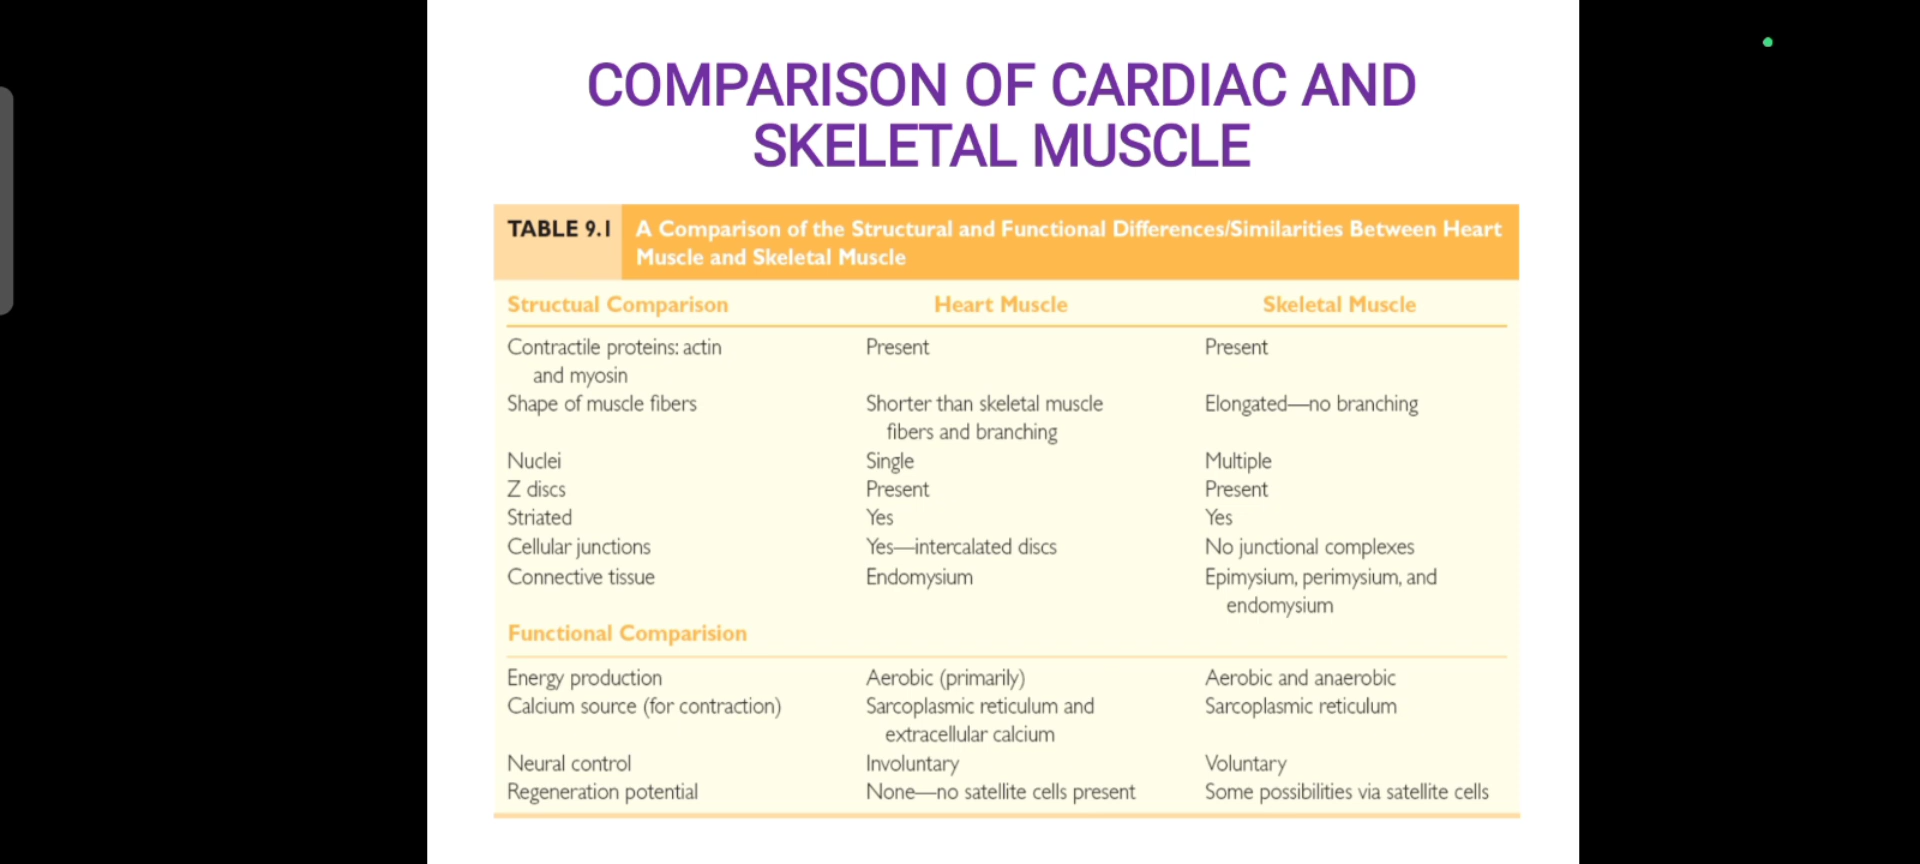 COMPARISON OF CARDIAC AND
SKELETAL MUSCLE
TABLE 9.1 A Comparison of the Structural and Functional Differences/Similarities Between Heart
Muscle and Skeletal Muscle
Structual Comparison Heart Muscle Skeletal Muscle
Contractile proteins: actin Present Present
and myosin
Shape of muscle fibers Shorter than skeletal muscle Elongated—no branching
fibers and branching
Nuclei Single Multiple
Z discs Present Present
Striated Yes Yes
Cellular junctions Yes—intercalated discs No junctional complexes
Connective tissue Endomysium Epimysium, perimysium, and
endomysium
Functional Comparision
Energy production Aerobic (primarily) Aerobic and anaerobic
Calcium source (for contraction) Sarcoplasmic reticulum and Sarcoplasmic reticulum
extracellular calcium
Neural control Involuntary Voluntary
Regeneration potential None—no satellite cells present Some possibilities via satellite cells